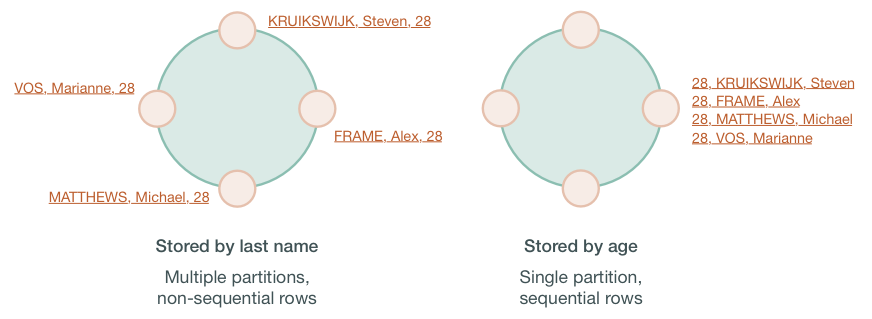 KRUIKSWIJK, Steven, 28
VOS, Marianne, 28
FRAME, Alex, 28
MATTHEWS, Michael, 28
Stored by last name
Multiple partitions,
non-sequential rows
28, KRUIKSWIJK, Steven
28, FRAME, Alex
28, MATTHEWS, Michael
28, VOS, Marianne
Stored by age
Single partition,
sequential rows